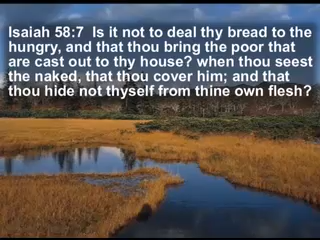 Isaiah 58:7  Is it not to deal thy bread to the
hungry, and that thou bring the poor that
are cast out to thy house? when thou seest
the naked, that thou cover him; and that
thou hide not thyself from thine own flesh?